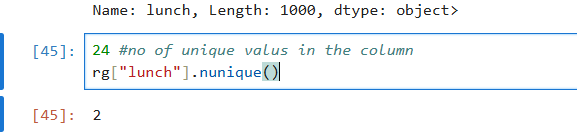 Name: lunch, Length: 1000, dtype: object>
[45]: 24 #no of unique valus in the column
rg["lunch"].nunique()
[45]: 2